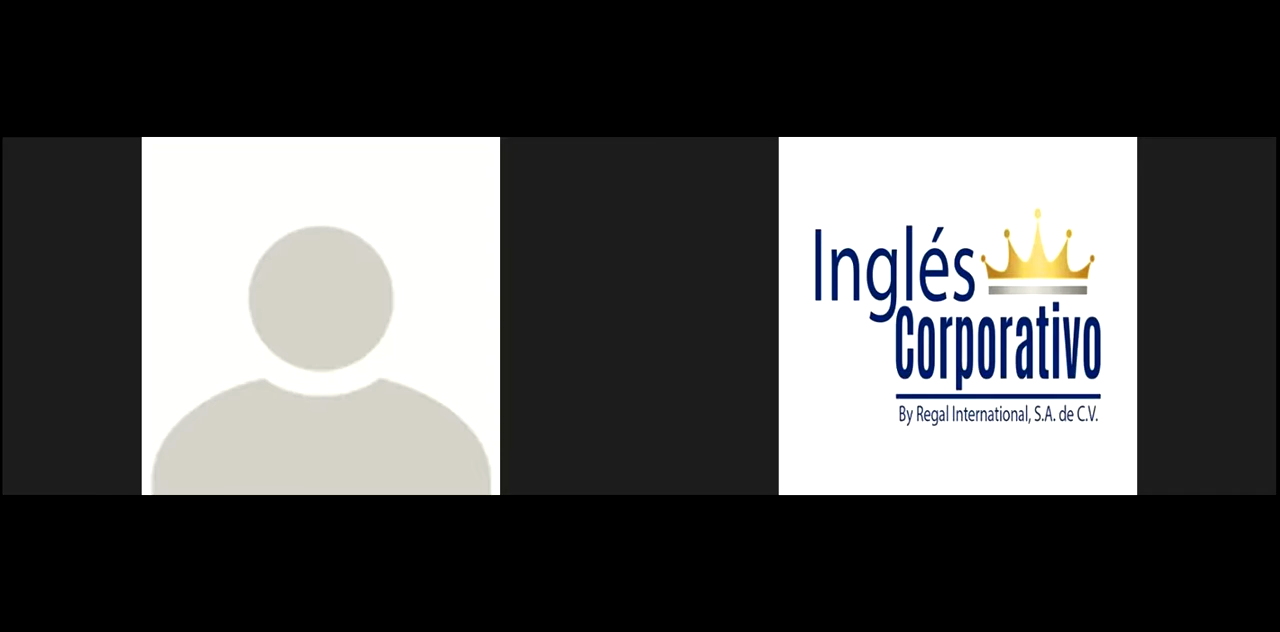 Inglés
Corporativo
By Regal International, S.A. de C.V.